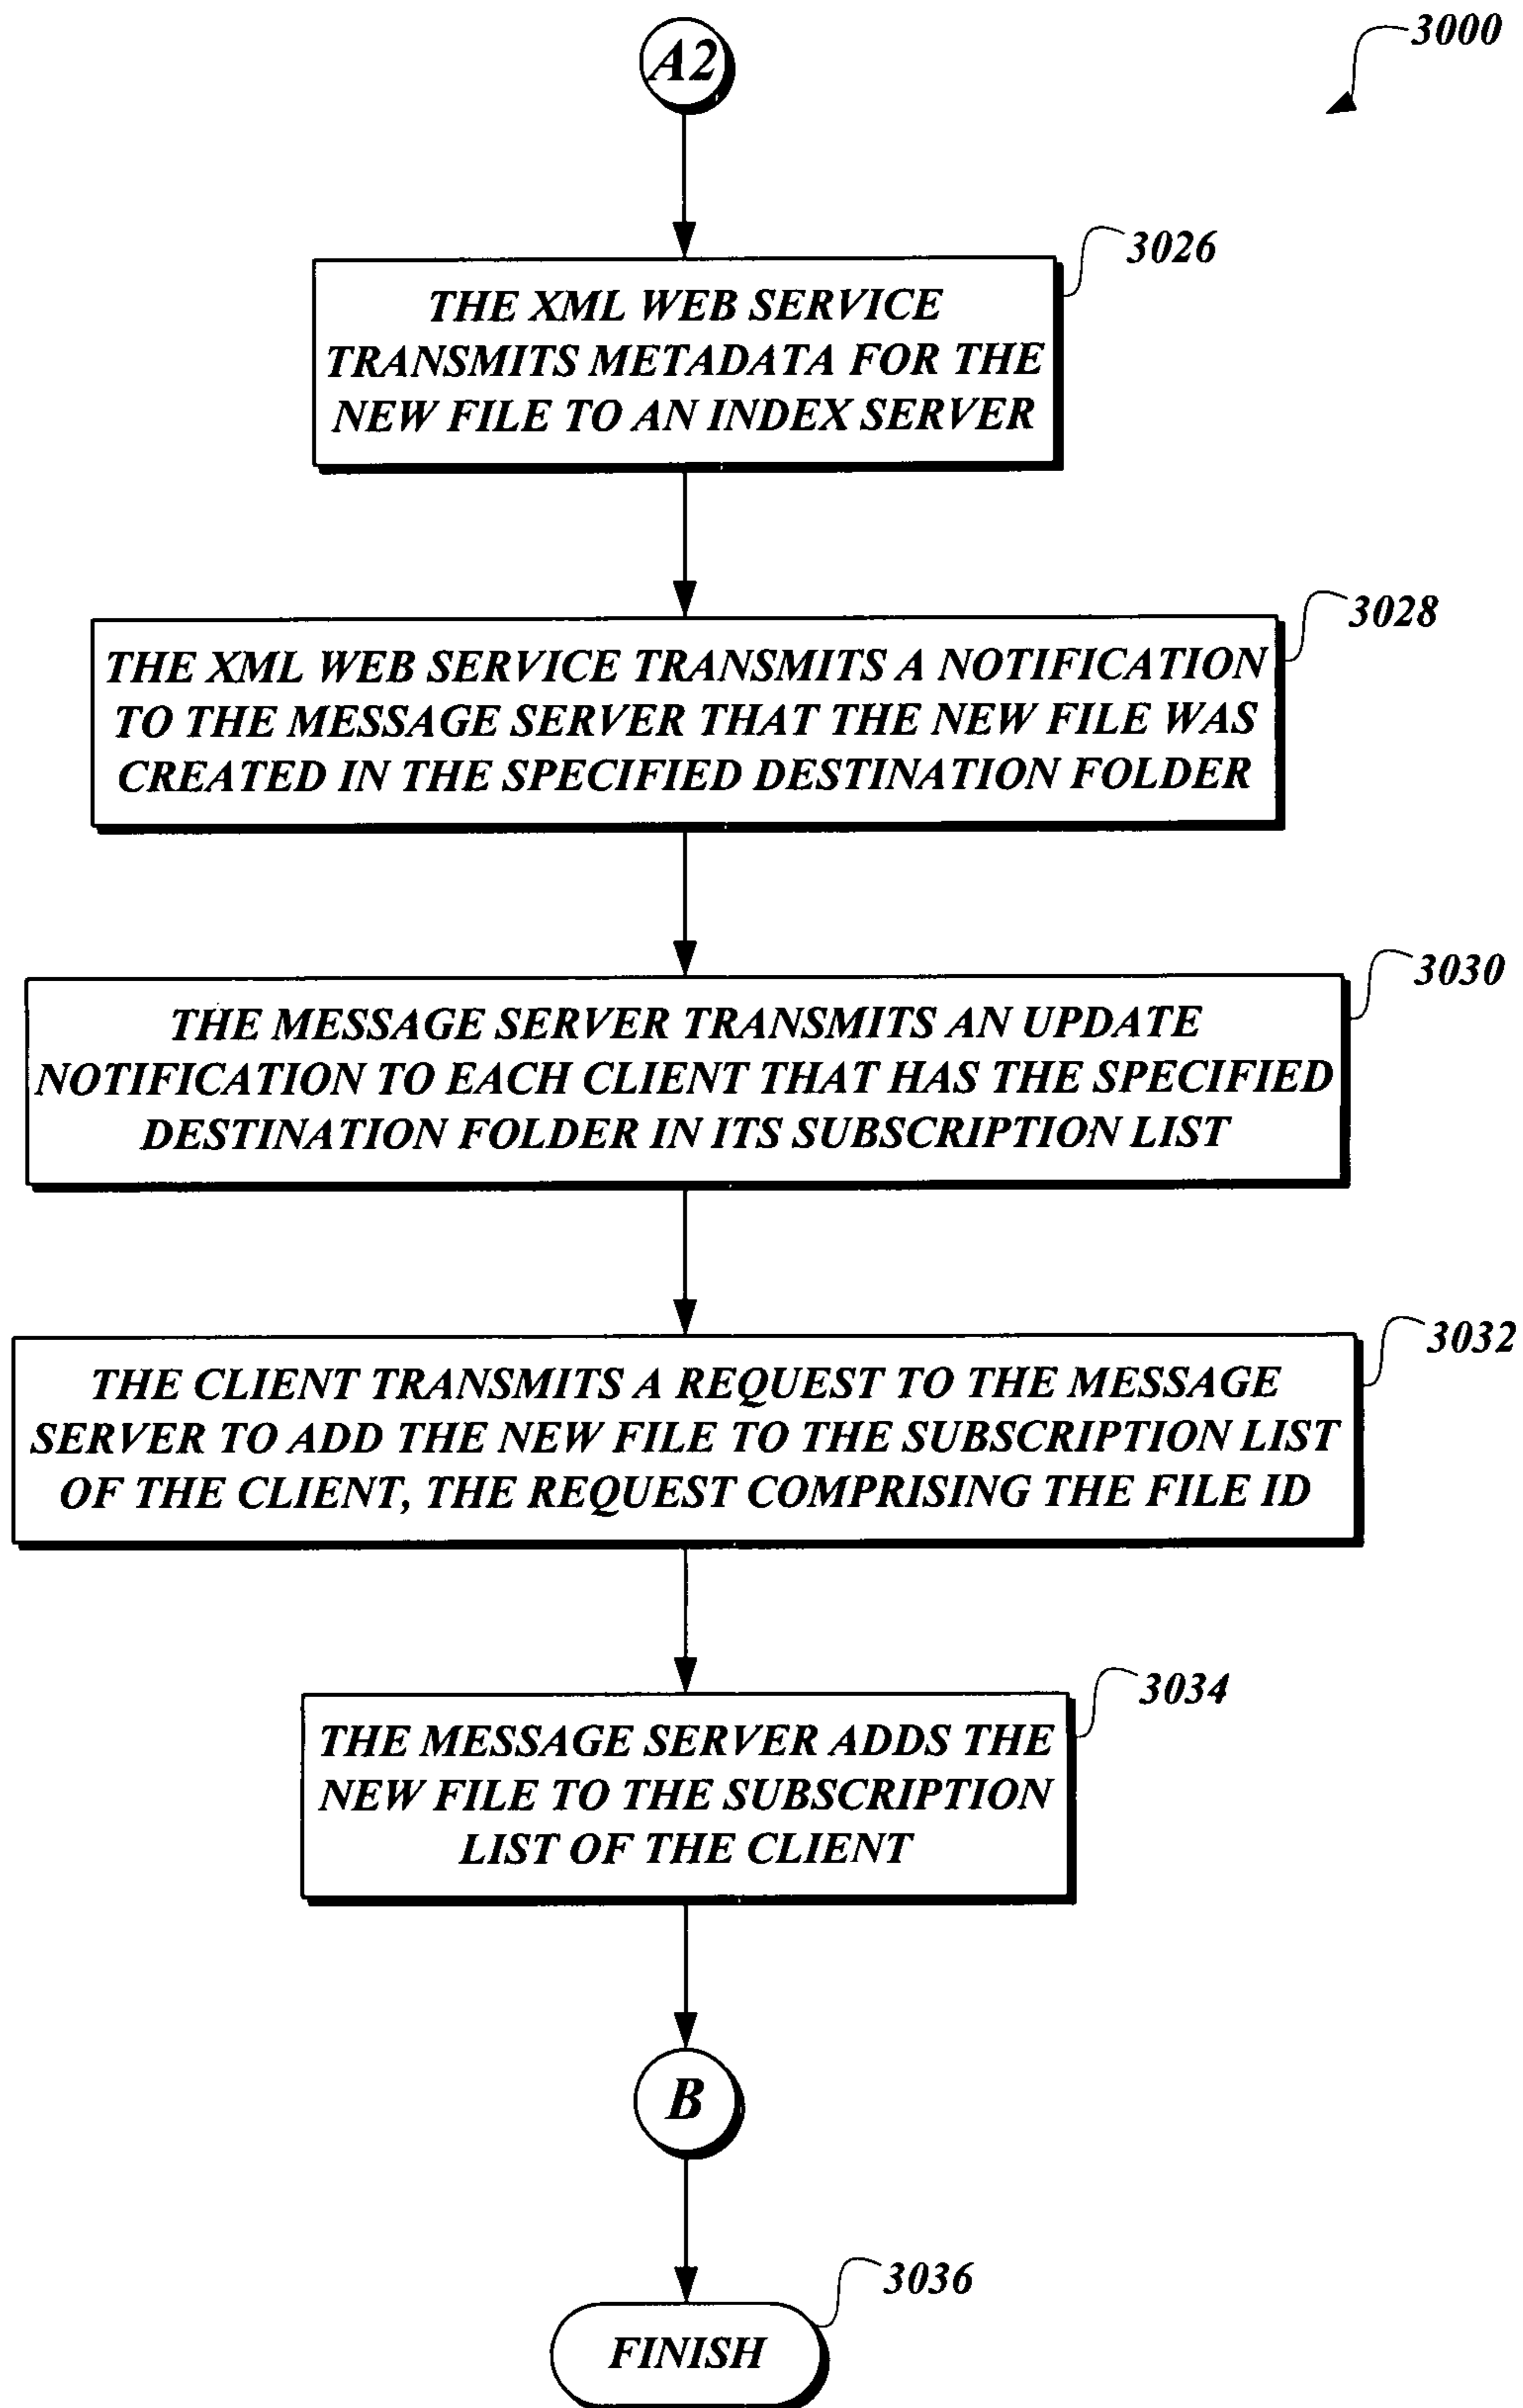 A2
3000
3026
THE XML WEB SERVICE
TRANSMITS METADATA FOR THE
NEW FILE TO AN INDEX SERVER
3028
THE XML WEB SERVICE TRANSMITS A NOTIFICATION
TO THE MESSAGE SERVER THAT THE NEW FILE WAS
CREATED IN THE SPECIFIED DESTINATION FOLDER
3030
THE MESSAGE SERVER TRANSMITS AN UPDATE
NOTIFICATION TO EACH CLIENT THAT HAS THE SPECIFIED
DESTINATION FOLDER IN ITS SUBSCRIPTION LIST
3032
THE CLIENT TRANSMITS A REQUEST TO THE MESSAGE
SERVER TO ADD THE NEW FILE TO THE SUBSCRIPTION LIST
OF THE CLIENT, THE REQUEST COMPRISING THE FILE ID
3034
THE MESSAGE SERVER ADDS THE
NEW FILE TO THE SUBSCRIPTION
LIST OF THE CLIENT
B
3036
FINISH